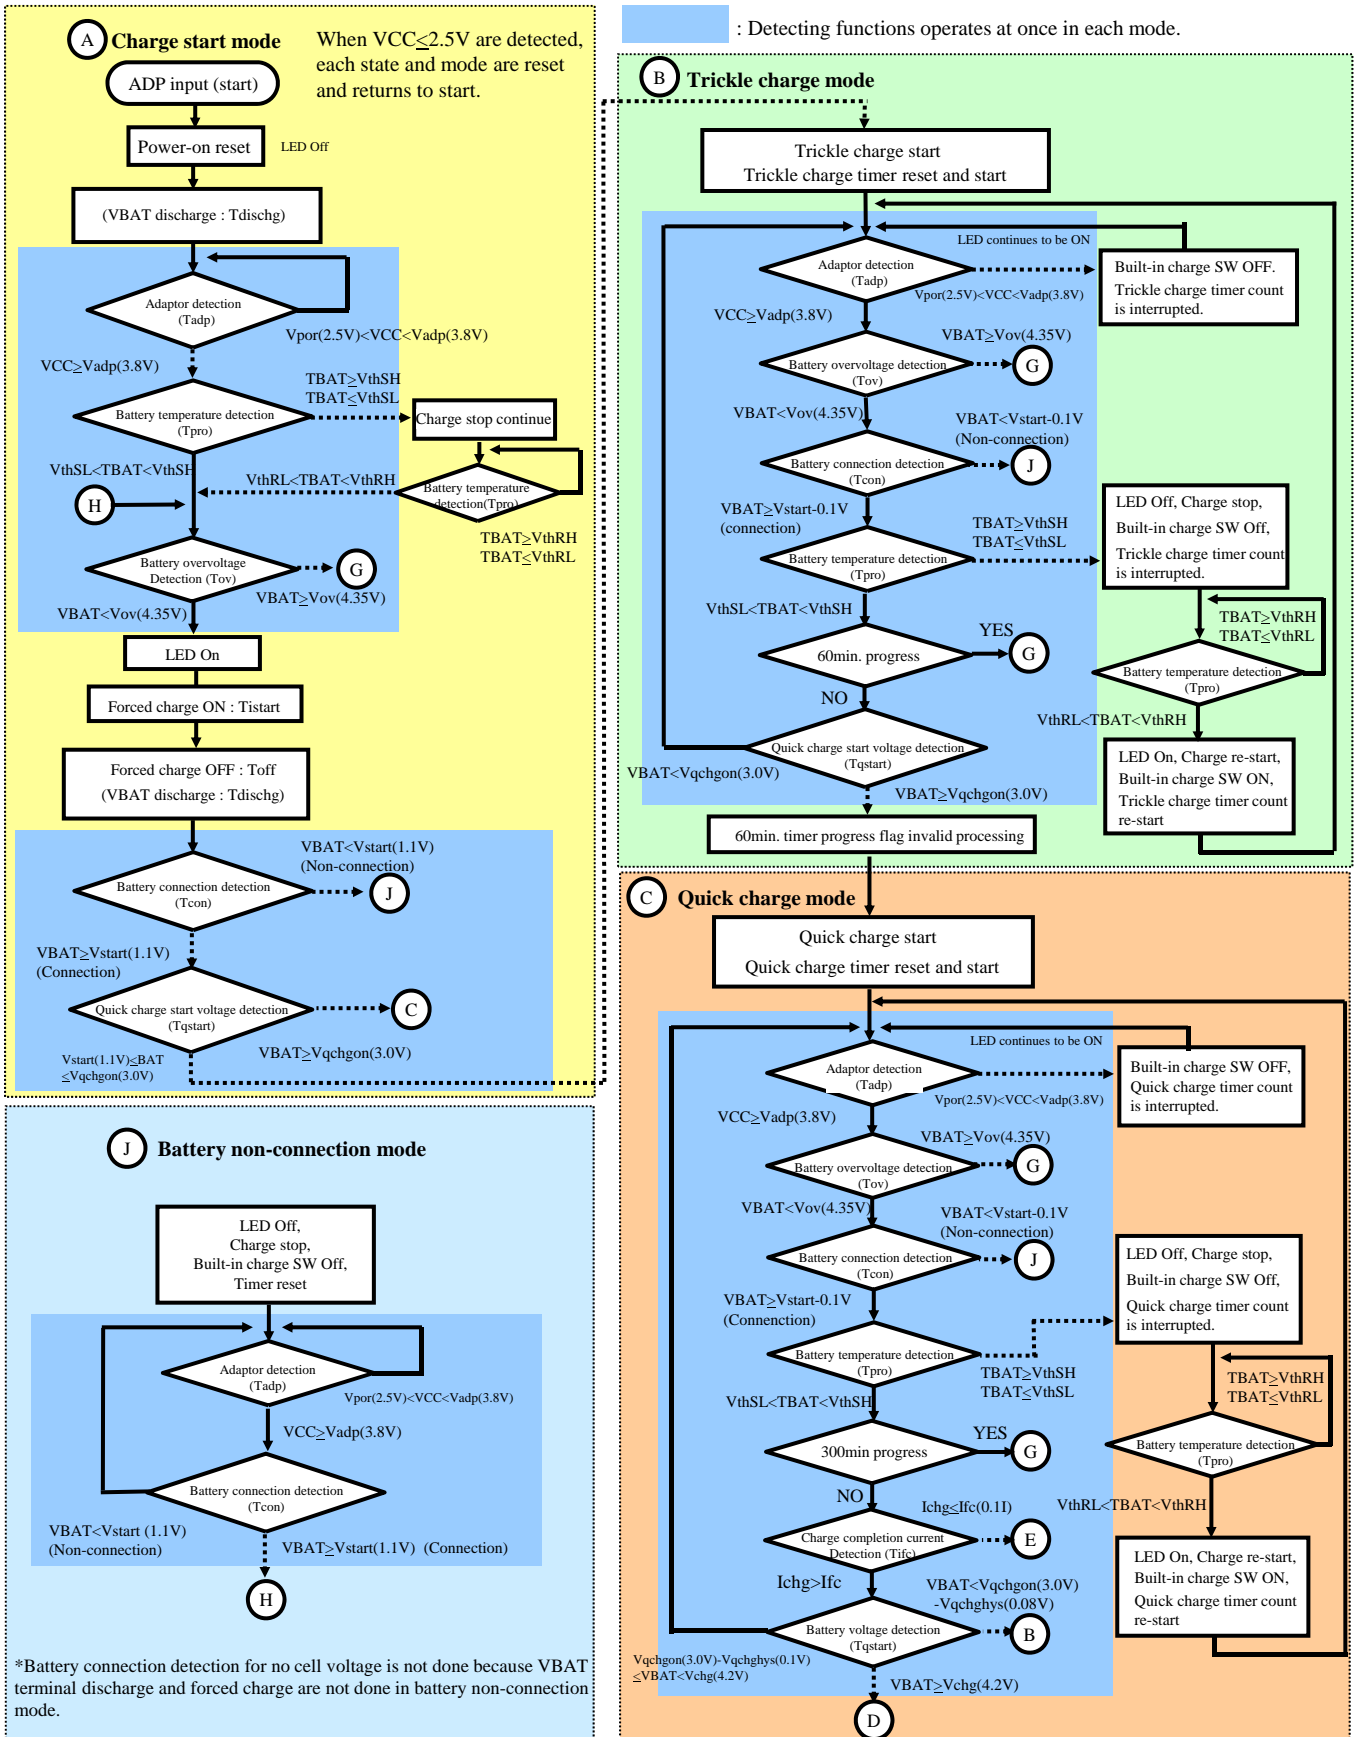 A Charge start mode
When VCC≤2.5V are detected,
each state and mode are reset
and returns to start.
ADP input (start)
Power-on reset
LED Off
(VBAT discharge : Tdischg)
Adaptor detection
(Tadp)
Vpor(2.5V)<VCC<Vadp(3.8V)
VCC≥Vadp(3.8V)
Battery temperature detection
(Tpro)
TBAT≥VthSH
TBAT≤VthSL
Charge stop continue
VthSL<TBAT<VthSH
VthRL<TBAT<VthRH
Battery temperature
detection(Tpro)
H
TBAT≥VthRH
TBAT≤VthRL
Battery overvoltage
Detection (Tov)
G
VBAT≥Vov(4.35V)
VBAT<Vov(4.35V)
LED On
Forced charge ON : Tistart
Forced charge OFF : Toff
(VBAT discharge : Tdischg)
VBAT<Vstart(1.1V)
(Non-connection)
Battery connection detection
(Tcon)
J
VBAT≥Vstart(1.1V)
(Connection)
Quick charge start voltage detection
(Tqstart)
C
VBAT≥Vqchgon(3.0V)
Vstart(1.1V)≤BAT
≤Vqchgon(3.0V)
J Battery non-connection mode
LED Off,
Charge stop,
Built-in charge SW Off,
Timer reset
Adaptor detection
(Tadp)
Vpor(2.5V)<VCC<Vadp(3.8V)
VCC≥Vadp(3.8V)
Battery connection detection
(Tcon)
VBAT<Vstart (1.1V)
(Non-connection)
VBAT≥Vstart(1.1V) (Connection)
H
*Battery connection detection for no cell voltage is not done because VBAT
terminal discharge and forced charge are not done in battery non-connection
mode.
: Detecting functions operates at once in each mode.
B Trickle charge mode
Trickle charge start
Trickle charge timer reset and start
LED continues to be ON
Adaptor detection
(Tadp)
Vpor(2.5V)<VCC<Vadp(3.8V)
Built-in charge SW OFF.
Trickle charge timer count
is interrupted.
VCC≥Vadp(3.8V)
VBAT≥Vov(4.35V)
Battery overvoltage detection
(Tov)
G
VBAT<Vov(4.35V)
VBAT<Vstart-0.1V
(Non-connection)
Battery connection detection
(Tcon)
J
VBAT≥Vstart-0.1V
(connection)
TBAT≥VthSH
TBAT≤VthSL
Battery temperature detection
(Tpro)
LED Off, Charge stop,
Built-in charge SW Off,
Trickle charge timer count
is interrupted.
VthSL<TBAT<VthSH
YES
60min. progress
G
NO
TBAT≥VthRH
TBAT≤VthRL
Battery temperature detection
(Tpro)
VthRL<TBAT<VthRH
Quick charge start voltage detection
(Tqstart)
VBAT<Vqchgon(3.0V)
VBAT≥Vqchgon(3.0V)
LED On, Charge re-start,
Built-in charge SW ON,
Trickle charge timer count
re-start
60min. timer progress flag invalid processing
C Quick charge mode
Quick charge start
Quick charge timer reset and start
LED continues to be ON
Adaptor detection
(Tadp)
Vpor(2.5V)<VCC<Vadp(3.8V)
Built-in charge SW OFF,
Quick charge timer count
is interrupted.
VCC≥Vadp(3.8V)
VBAT≥Vov(4.35V)
Battery overvoltage detection
(Tov)
G
VBAT<Vov(4.35V)
VBAT<Vstart-0.1V
(Non-connection)
Battery connection detection
(Tcon)
J
VBAT≥Vstart-0.1V
(Connenction)
Battery temperature detection
(Tpro)
TBAT≥VthSH
TBAT≤VthSL
LED Off, Charge stop,
Built-in charge SW Off,
Quick charge timer count
is interrupted.
VthSL<TBAT<VthSH
YES
300min progress
G
NO
TBAT≥VthRH
TBAT≤VthRL
Battery temperature detection
(Tpro)
VthRL<TBAT<VthRH
Ichg≤Ifc(0.1I)
Charge completion current
Detection (Tifc)
E
Ichg>Ifc
VBAT<Vqchgon(3.0V)
-Vqchghys(0.08V)
Battery voltage detection
(Tqstart)
B
LED On, Charge re-start,
Built-in charge SW ON,
Quick charge timer count
re-start
Vqchgon(3.0V)-Vqchghys(0.1V)
≤VBAT<Vchg(4.2V)
VBAT≥Vchg(4.2V)
D